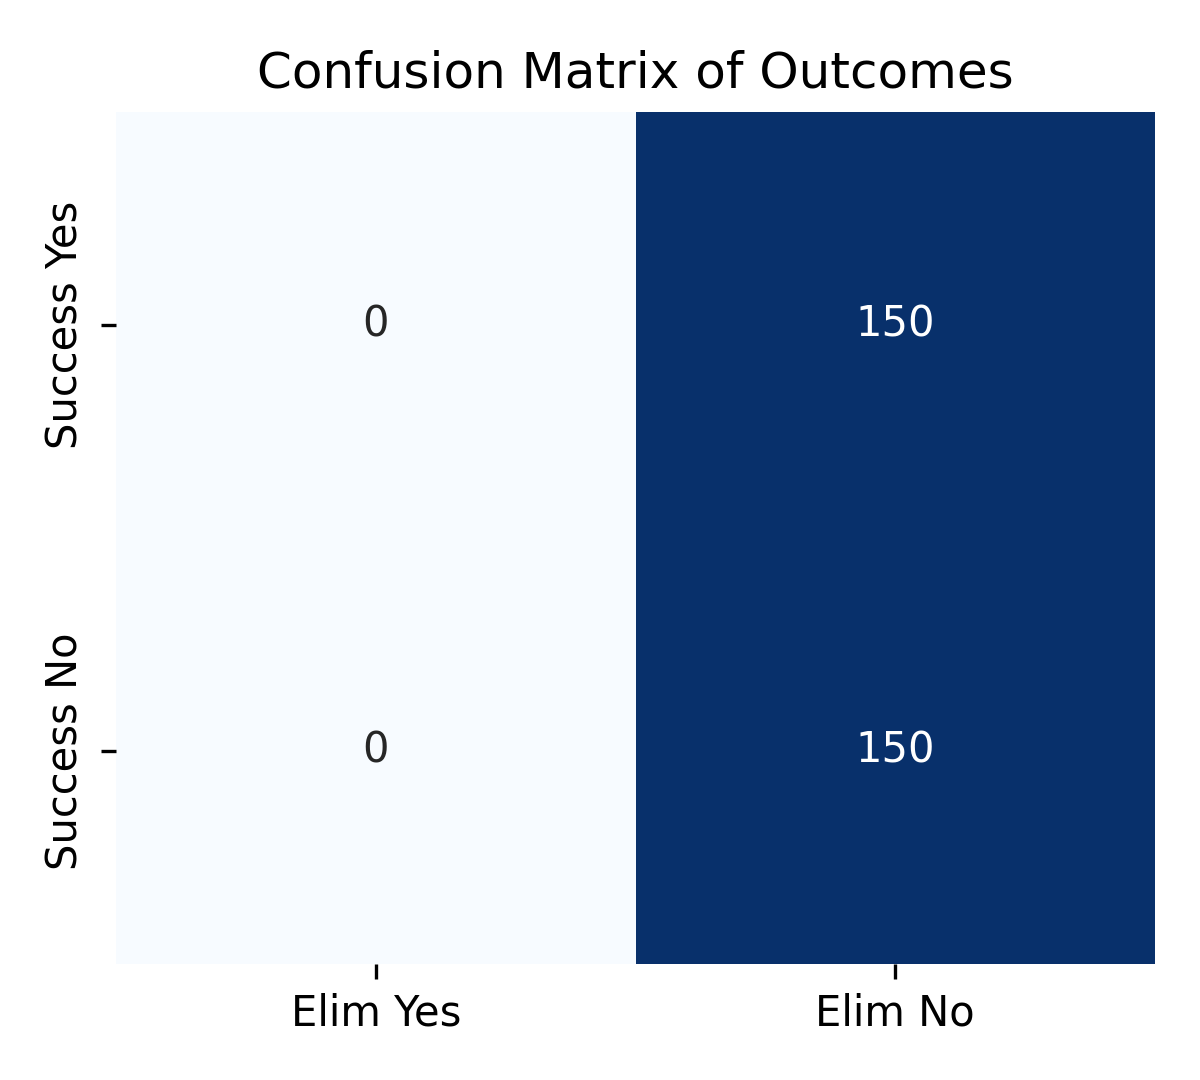 Confusion Matrix of Outcomes
Success Yes
0
150
Success No
0
150
Elim Yes
Elim No